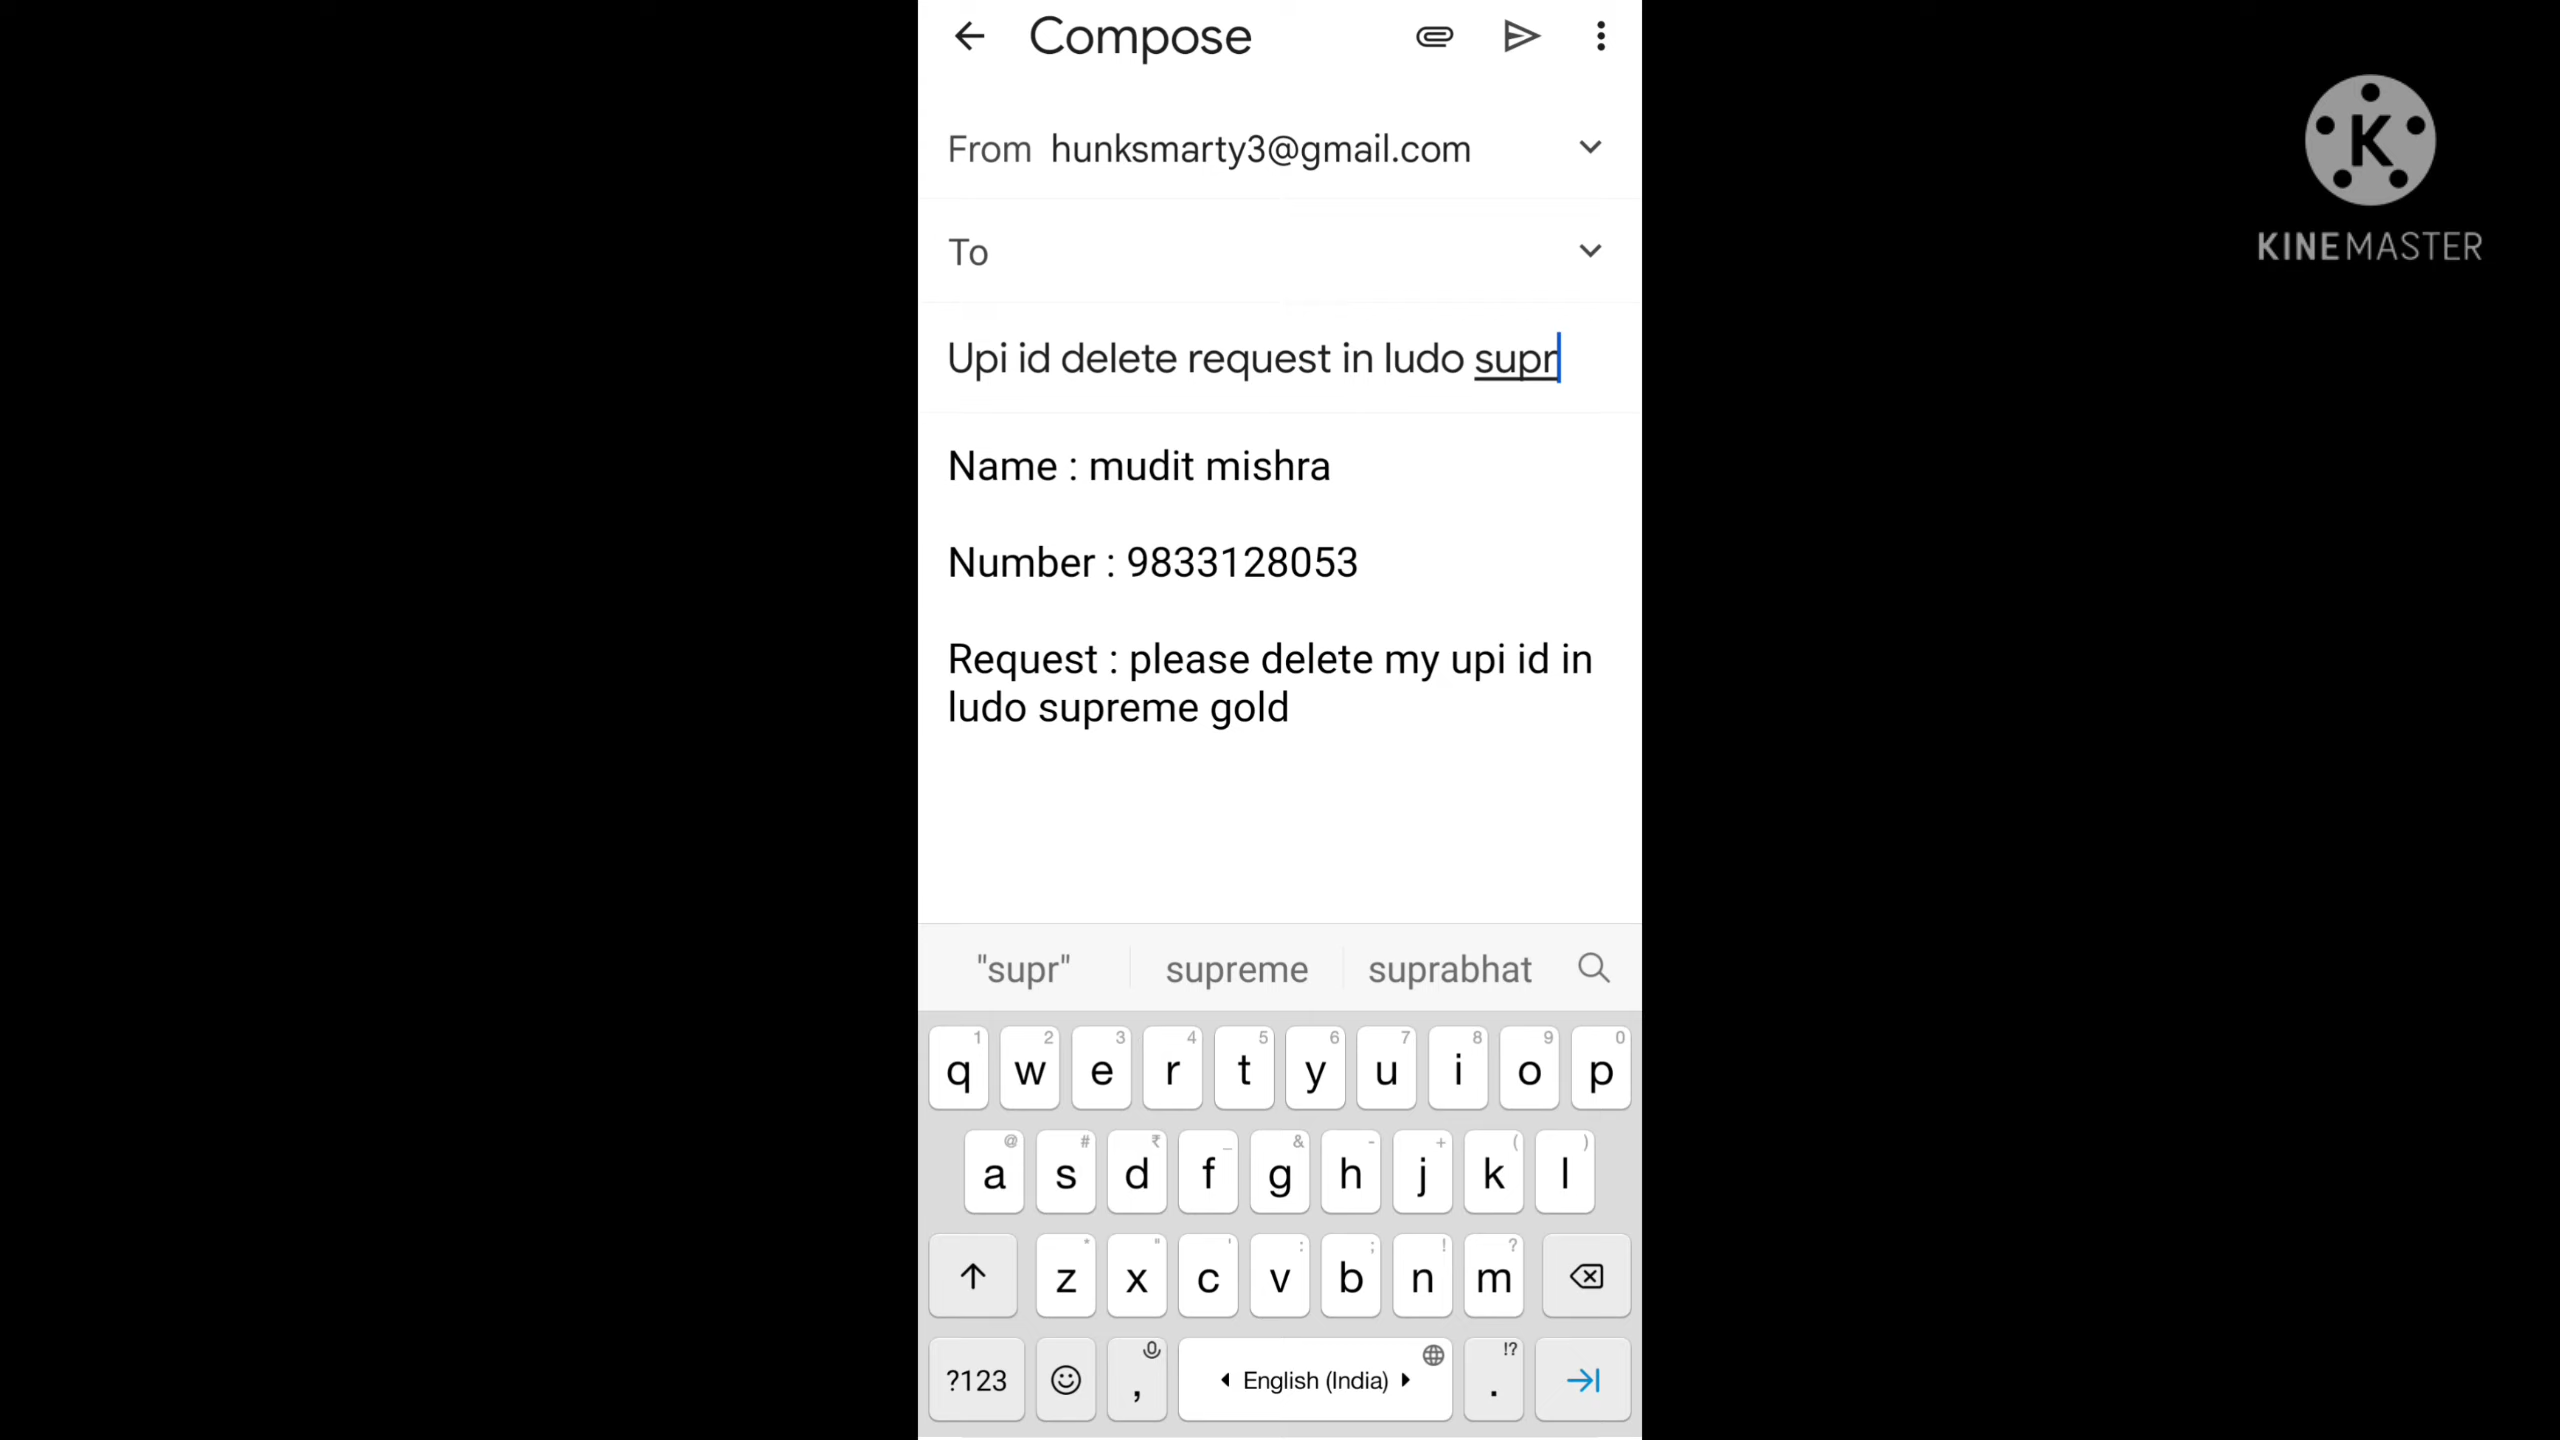 Compose
From hunksmarty3@gmail.com
To
Upi id delete request in ludo supr
Name : mudit mishra
Number : 9833128053
Request : please delete my upi id in
ludo supreme gold
"supr" supreme suprabhat
1 2 3 4 5 6 7 8 9 0
q w e r t y u i o p
@ # ₹ _ & - + ( )
a s d f g h j k l
* " ' : ; ! ?
z x c v b n m
!?
?123 , English (India) .
K
KINEMASTER